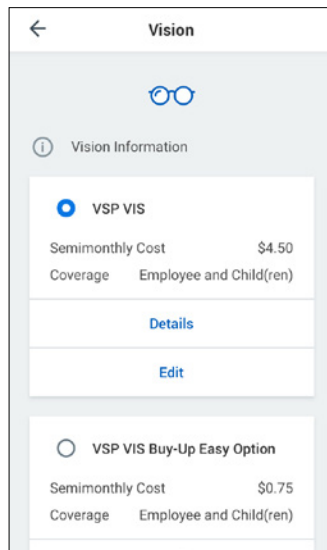 Vision
Vision Information
VSP VIS
Semimonthly Cost $4.50
Coverage Employee and Child(ren)
Details
Edit
VSP VIS Buy-Up Easy Option
Semimonthly Cost $0.75
Coverage Employee and Child(ren)